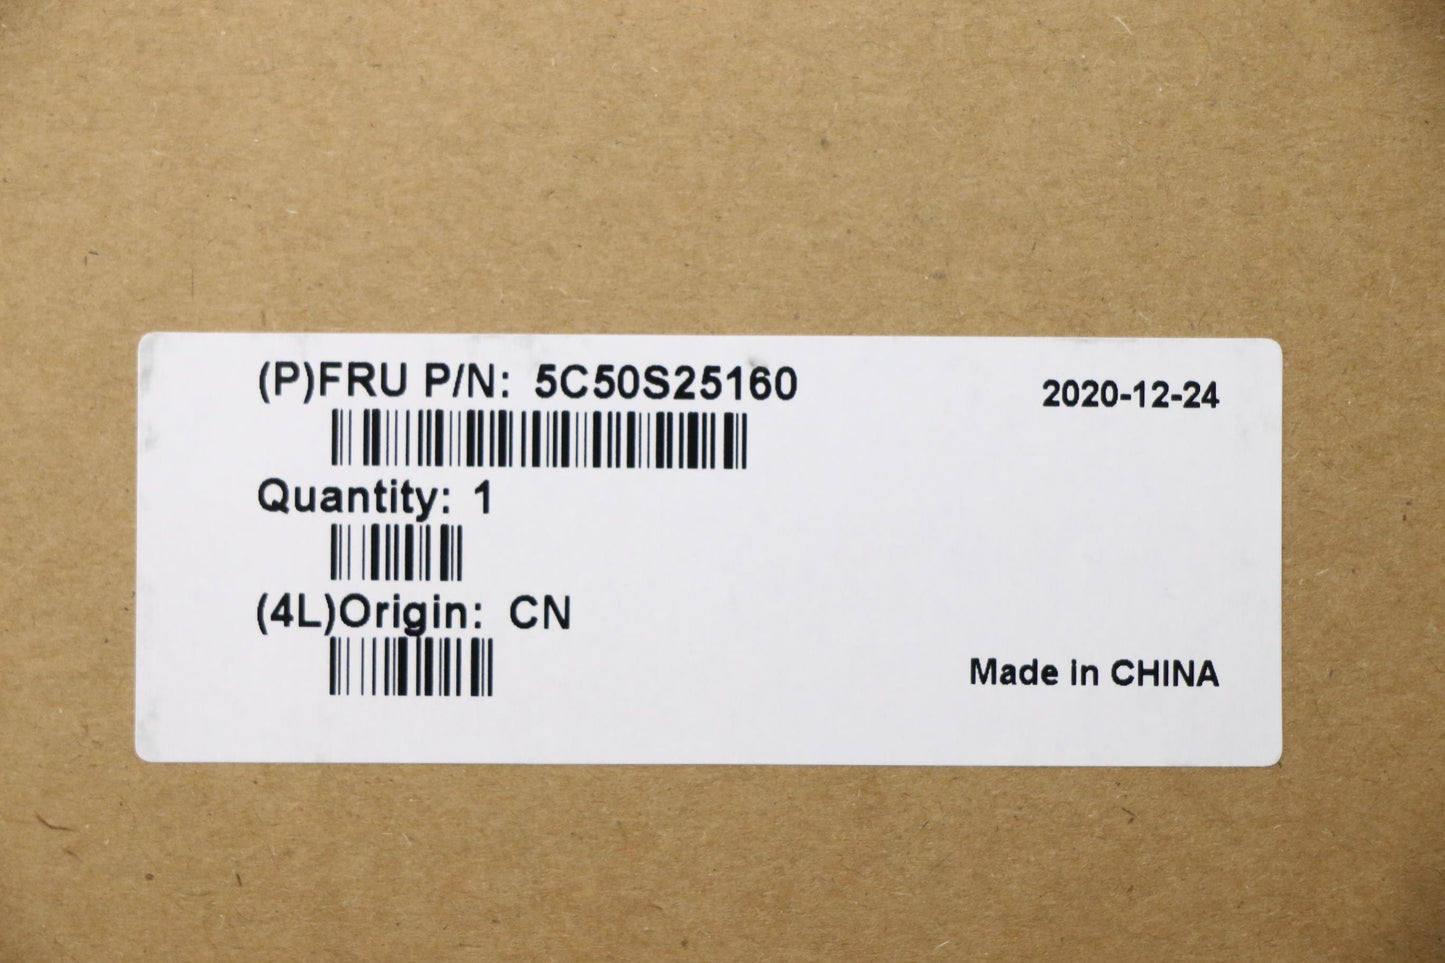 (P)FRU P/N: 5C50S25160
2020-12-24
Quantity: 1
(4L)Origin: CN
Made in CHINA